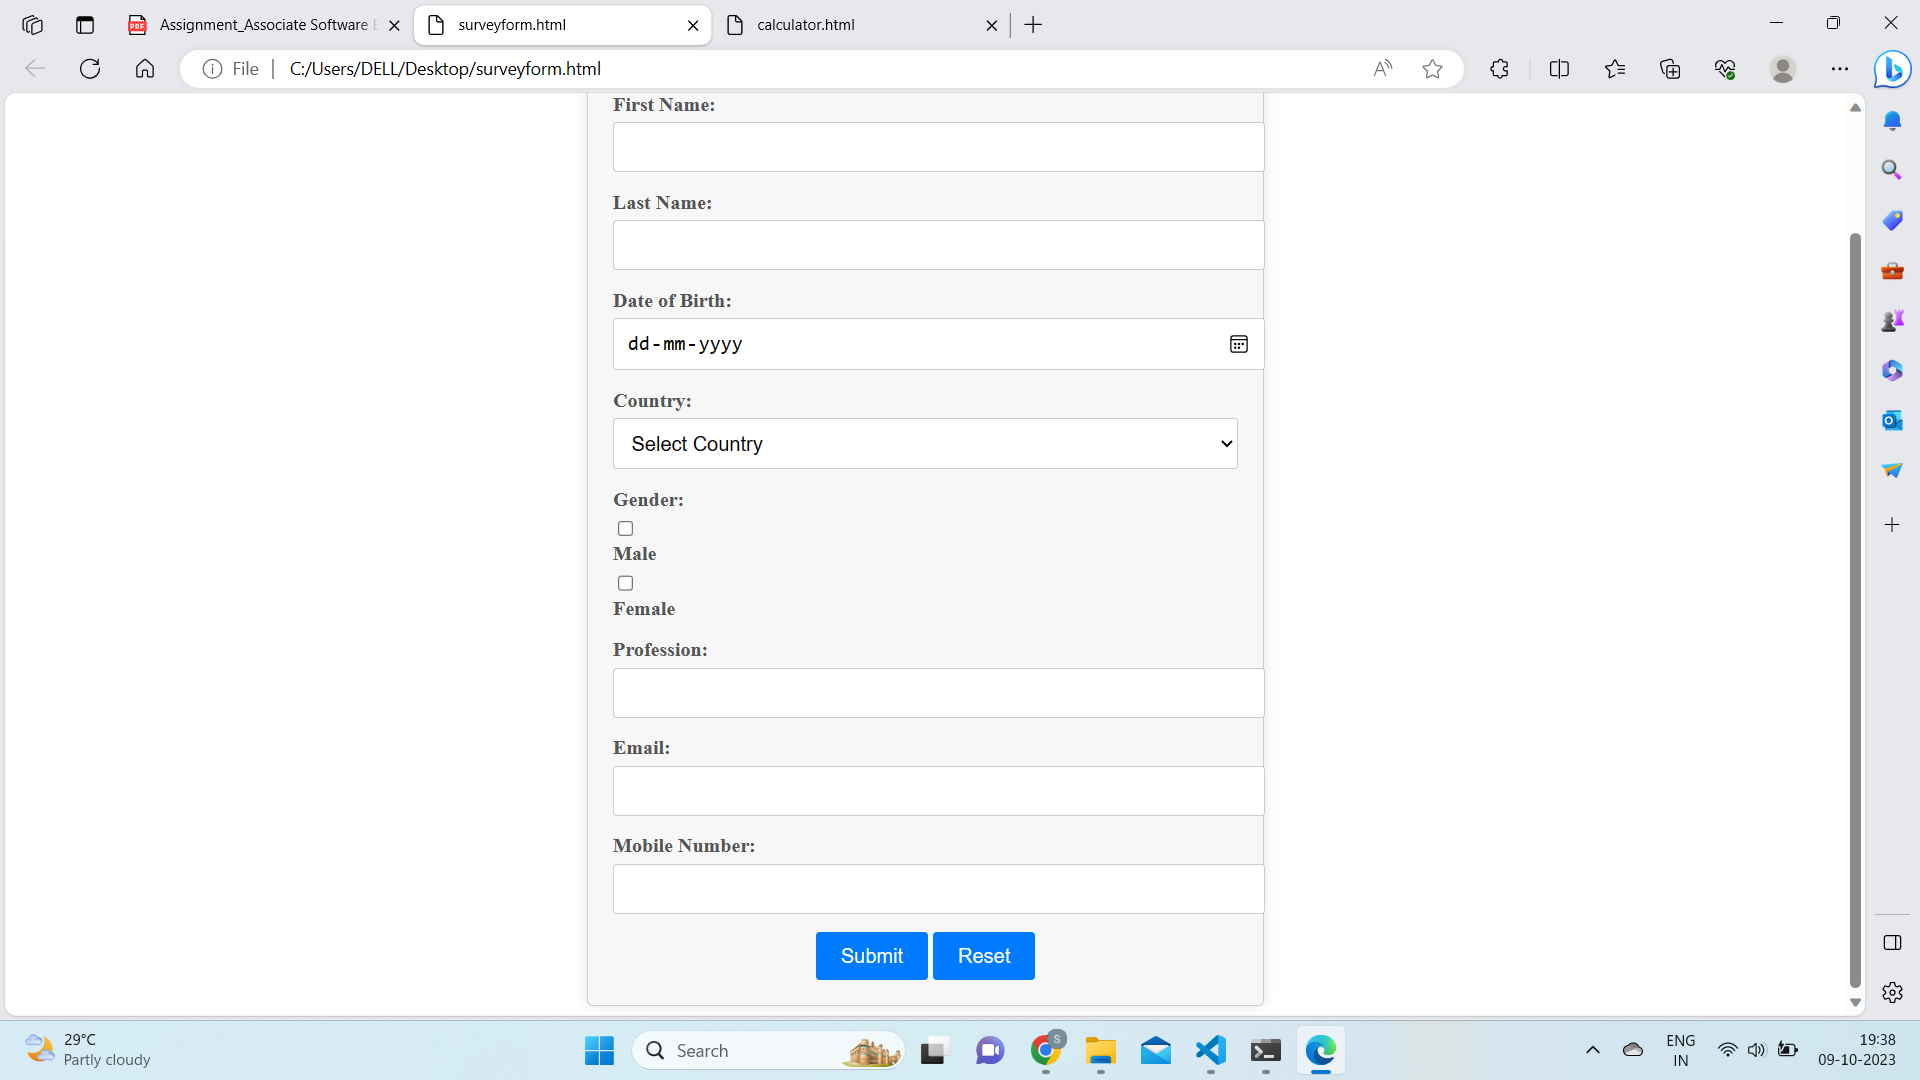 Assignment_Associate Software
surveyform.html
calculator.html
File
C:/Users/DELL/Desktop/surveyform.html
First Name:
Last Name:
Date of Birth:
dd-mm-yyyy
Country:
Select Country
Gender:
Male
Female
Profession:
Email:
Mobile Number:
Submit
Reset
29°C
Partly cloudy
Search
S
ENG
IN
19:38
09-10-2023